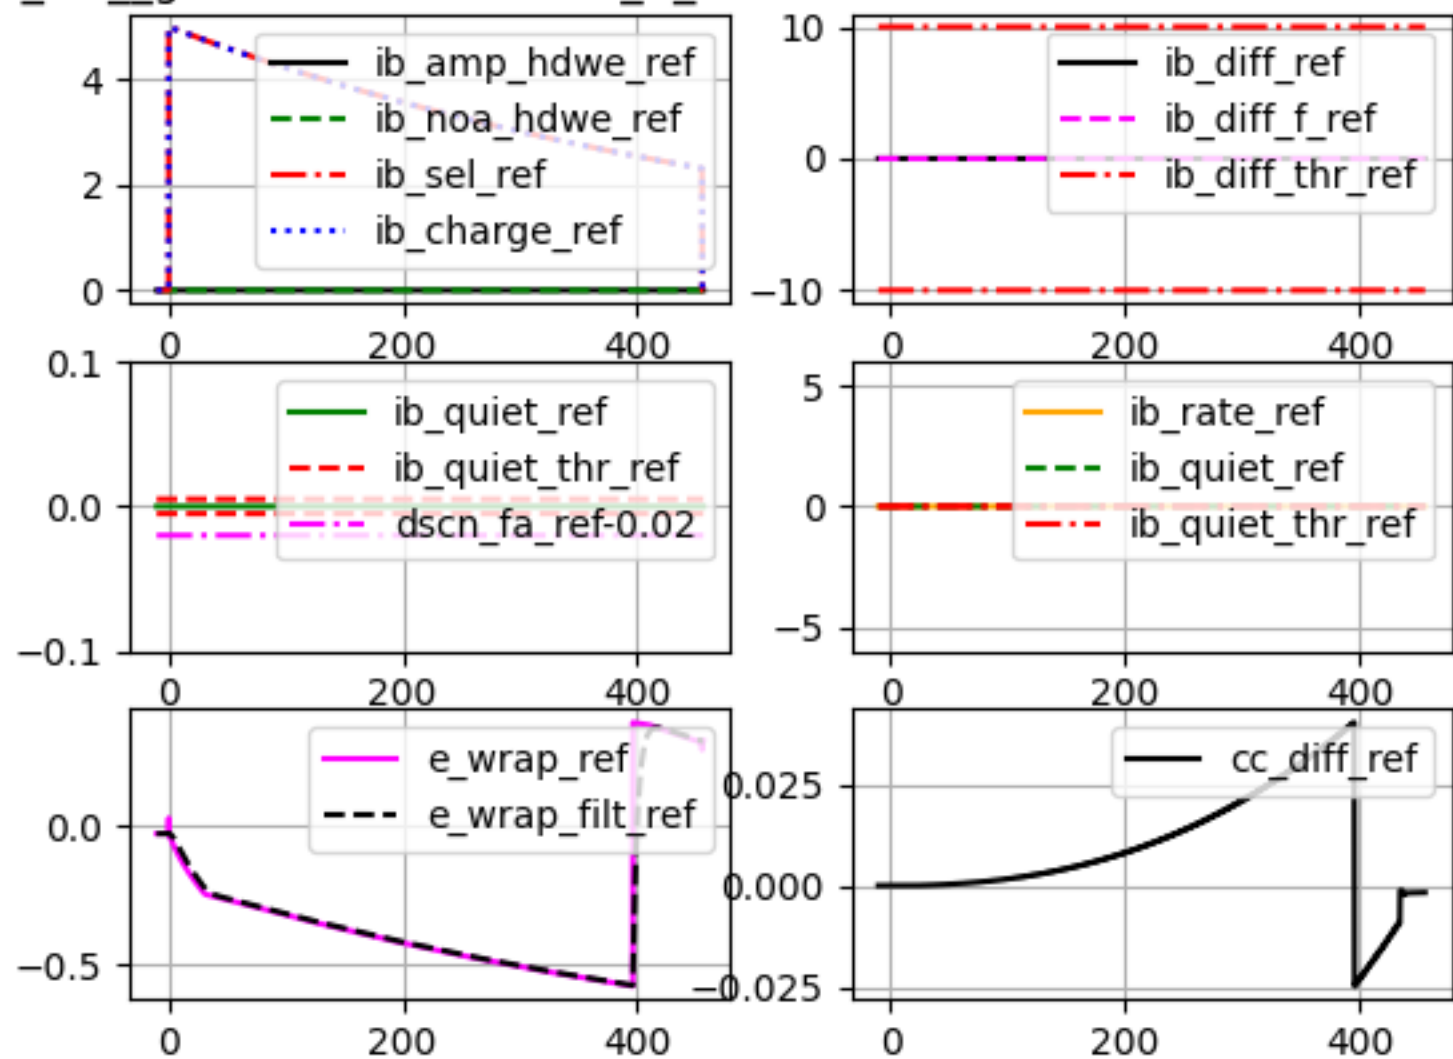 4
2
0
ib_amp_hdwe_ref
ib_noa_hdwe_ref
ib_sel_ref
ib_charge_ref
0 200 400
10
0
−10
ib_diff_ref
ib_diff_f_ref
ib_diff_thr_ref
0 200 400
0.1
0.0
−0.1
ib_quiet_ref
ib_quiet_thr_ref
dscn_fa_ref-0.02
0 200 400
5
0
−5
ib_rate_ref
ib_quiet_ref
ib_quiet_thr_ref
0 200 400
0.0
−0.5
e_wrap_ref
e_wrap_filt_ref
0 200 400
0.025
0.000
−0.025
cc_diff_ref
0 200 400